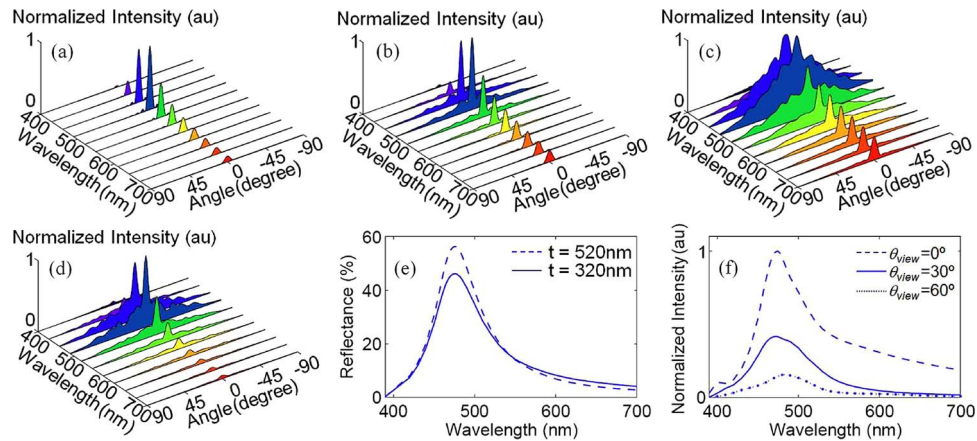 Normalized Intensity (au)
(a)
1
0
400
500
600
700
Wavelength(nm)
90
45
0
-45
-90
Angle(degree)
Normalized Intensity (au)
(b)
1
0
400
500
600
700
Wavelength(nm)
90
45
0
-45
-90
Angle(degree)
Normalized Intensity (au)
(c)
1
0
400
500
600
700
Wavelength(nm)
90
45
0
-45
-90
Angle(degree)
Normalized Intensity (au)
(d)
1
0
400
500
600
700
Wavelength(nm)
90
45
0
-45
-90
Angle(degree)
(e)
t = 520nm
t = 320nm
60
40
20
0
Reflectance (%)
400
500
600
700
Wavelength (nm)
(f)
θview=0º
θview=30º
θview=60º
1
0
Normalized Intensity (au)
400
500
600
700
Wavelength (nm)